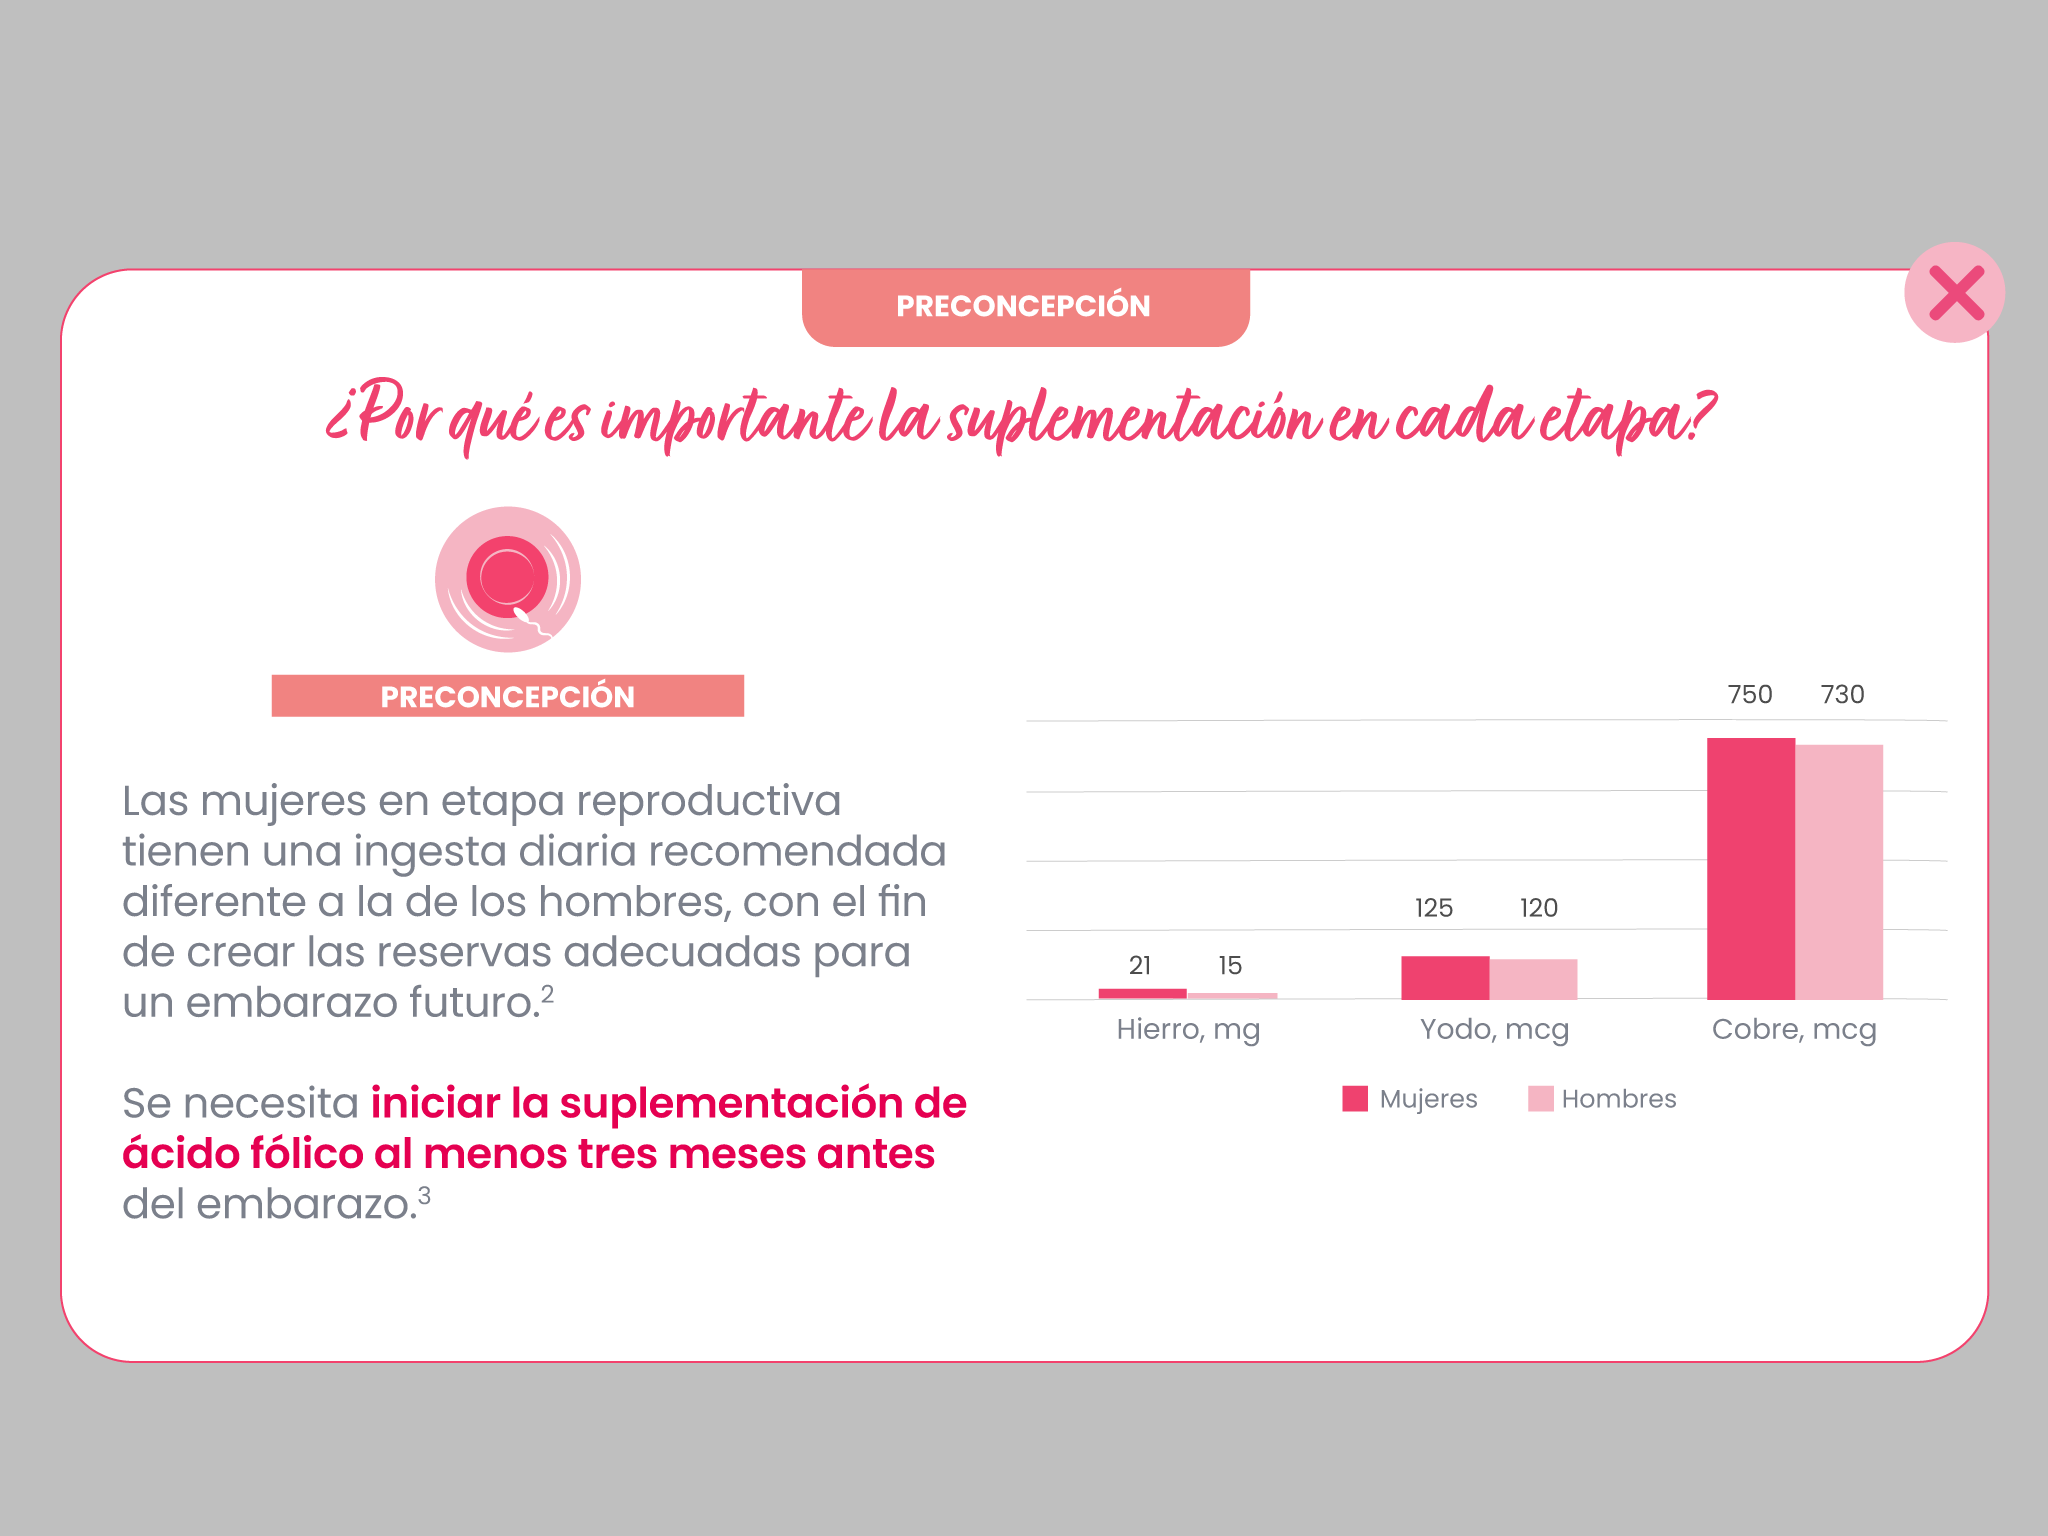 PRECONCEPCIÓN
¿Por qué es importante la suplementación en cada etapa?
PRECONCEPCIÓN
Las mujeres en etapa reproductiva
tienen una ingesta diaria recomendada
diferente a la de los hombres, con el fin
de crear las reservas adecuadas para
un embarazo futuro.2
Se necesita iniciar la suplementación de
ácido fólico al menos tres meses antes
del embarazo.3
750 730
125 120
21 15
Hierro, mg Yodo, mcg Cobre, mcg
Mujeres Hombres